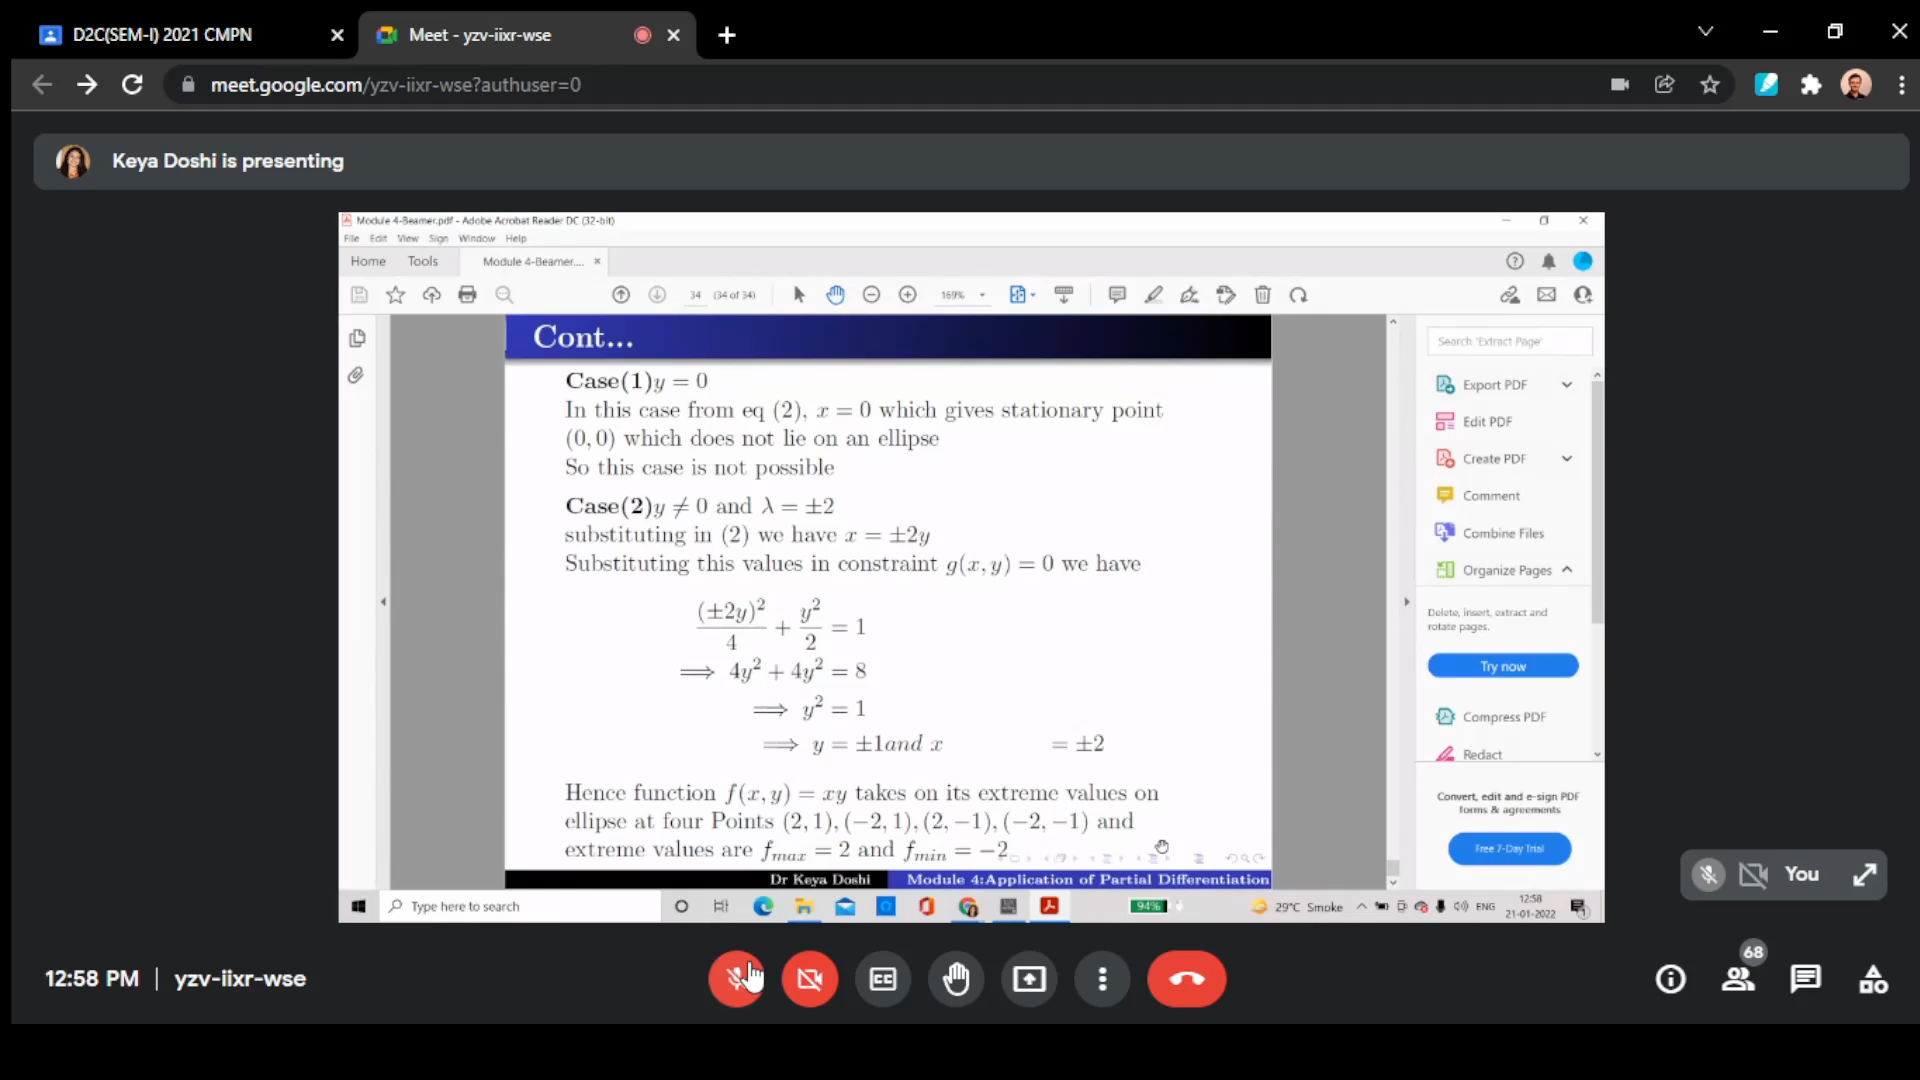 D2C(SEM-I) 2021 CMPN
Meet - yzv-iixr-wse
meet.google.com/yzv-iixr-wse?authuser=0
Keya Doshi is presenting
Module 4-Beamer.pdf - Adobe Acrobat Reader DC (32-bit)
File Edit View Sign Window Help
Home Tools Module 4-Beamer....
34 (34 of 34) 169%
Cont...
Case(1)y = 0
In this case from eq (2), x = 0 which gives stationary point
(0, 0) which does not lie on an ellipse
So this case is not possible
Case(2)y ≠ 0 and λ = ±2
substituting in (2) we have x = ±2y
Substituting this values in constraint g(x, y) = 0 we have
(±2y)²/4 + y²/2 = 1
⟹ 4y² + 4y² = 8
⟹ y² = 1
⟹ y = ±1and x = ±2
Hence function f(x, y) = xy takes on its extreme values on
ellipse at four Points (2, 1), (−2, 1), (2, −1), (−2, −1) and
extreme values are fmax = 2 and fmin = −2
Dr Keya Doshi Module 4:Application of Partial Differentiation
Search 'Extract Page'
Export PDF
Edit PDF
Create PDF
Comment
Combine Files
Organize Pages
Delete, insert, extract and
rotate pages.
Try now
Compress PDF
Redact
Convert, edit and e-sign PDF
forms & agreements
Free 7-Day Trial
Type here to search
94%
29°C Smoke
ENG
12:58
21-01-2022
You
12:58 PM | yzv-iixr-wse
CC
68